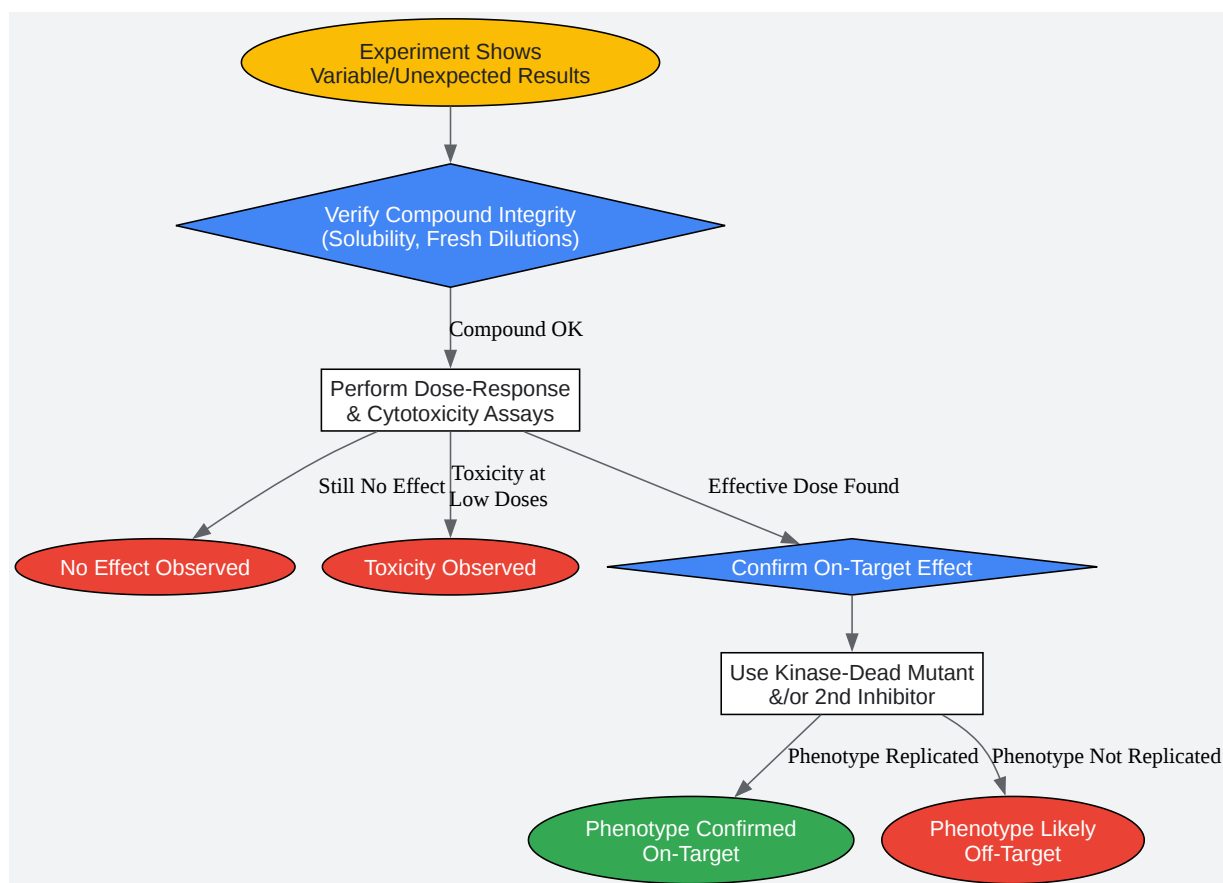 Experiment Shows
Variable/Unexpected Results
Verify Compound Integrity
(Solubility, Fresh Dilutions)
Compound OK
Perform Dose-Response
& Cytotoxicity Assays
Still No Effect
Toxicity at
Low Doses
Effective Dose Found
No Effect Observed
Toxicity Observed
Confirm On-Target Effect
Use Kinase-Dead Mutant
&/or 2nd Inhibitor
Phenotype Replicated
Phenotype Not Replicated
Phenotype Confirmed
On-Target
Phenotype Likely
Off-Target